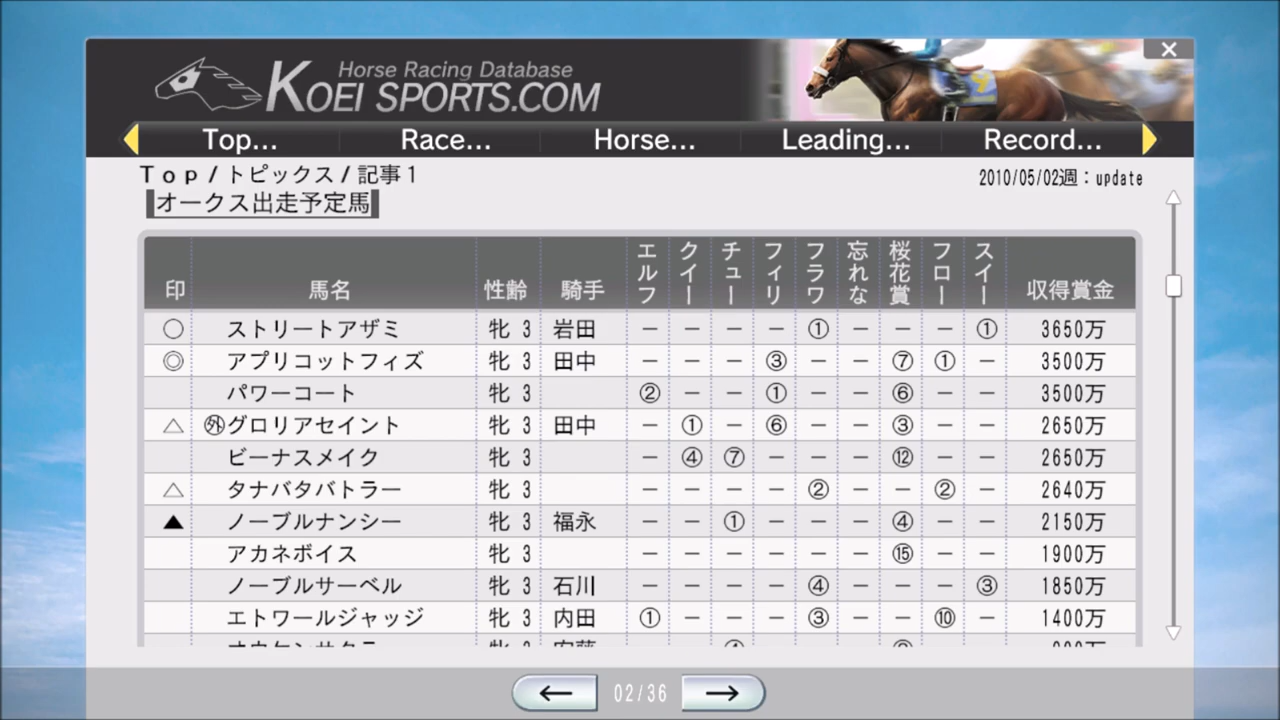 Horse Racing Database
KOEI SPORTS.COM
Top... Race... Horse... Leading... Record...
Top/トピックス/記事1
2010/05/02週：update
オークス出走予定馬
印 馬名 性齢 騎手 エルフ クイー チュー フィリ フラワ 忘れな 桜花賞 フロー スイー 収得賞金
○ ストリートアザミ 牝 3 岩田 － － － － ① － － － ① 3650万
◎ アプリコットフィズ 牝 3 田中 － － － ③ － － ⑦ ① － 3500万
パワーコート 牝 3 ② － － ① － － ⑥ － － 3500万
△ 外グロリアセイント 牝 3 田中 － ① － ⑥ － － ③ － － 2650万
ビーナスメイク 牝 3 － ④ ⑦ － － － ⑫ － － 2650万
△ タナバタバトラー 牝 3 － － － － ② － － ② － 2640万
▲ ノーブルナンシー 牝 3 福永 － － ① － － － ④ － － 2150万
アカネボイス 牝 3 － － － － － － ⑮ － － 1900万
ノーブルサーベル 牝 3 石川 － － － － ④ － － － ③ 1850万
エトワールジャッジ 牝 3 内田 ① － － － ③ － － ⑩ － 1400万
← 02/36 →